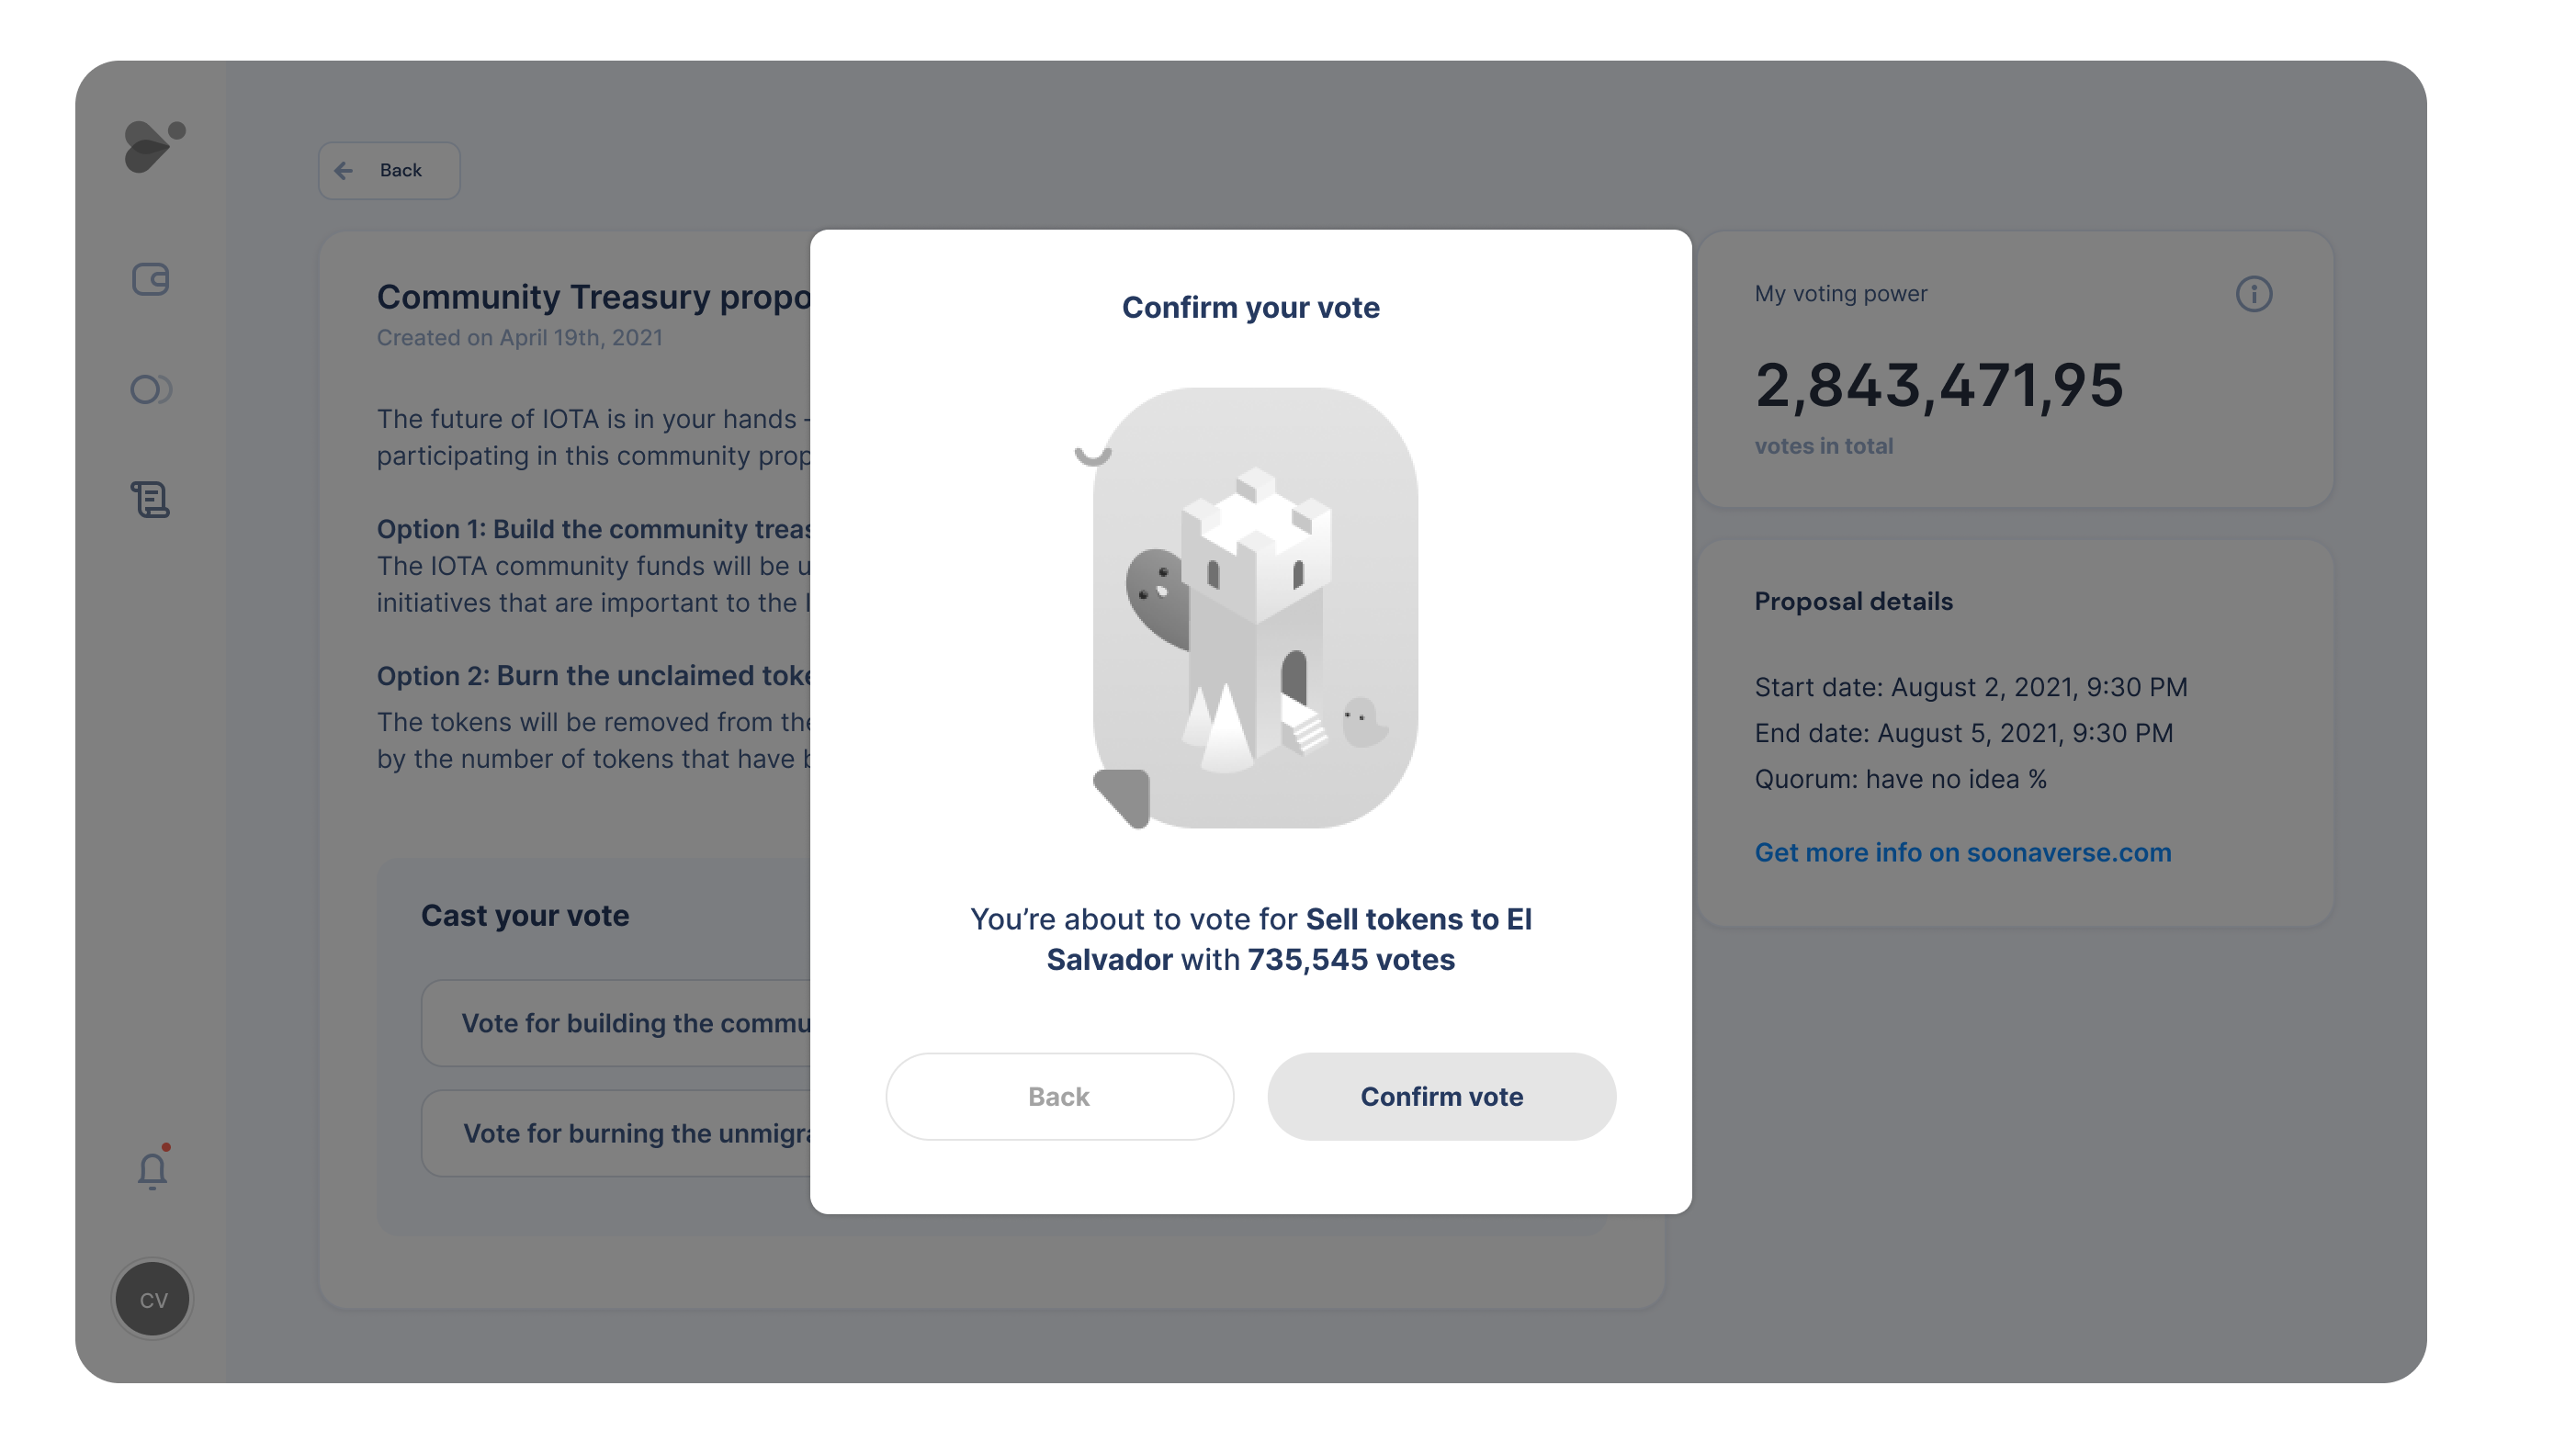 Back
Community Treasury propo
Created on April 19th, 2021
The future of IOTA is in your hands -
participating in this community prop
Option 1: Build the community treas
The IOTA community funds will be u
initiatives that are important to the I
Option 2: Burn the unclaimed toke
The tokens will be removed from the
by the number of tokens that have b
Cast your vote
Vote for building the commu
Vote for burning the unmigra
CV
Confirm your vote
You’re about to vote for Sell tokens to El
Salvador with 735,545 votes
Back
Confirm vote
My voting power
2,843,471,95
votes in total
Proposal details
Start date: August 2, 2021, 9:30 PM
End date: August 5, 2021, 9:30 PM
Quorum: have no idea %
Get more info on soonaverse.com